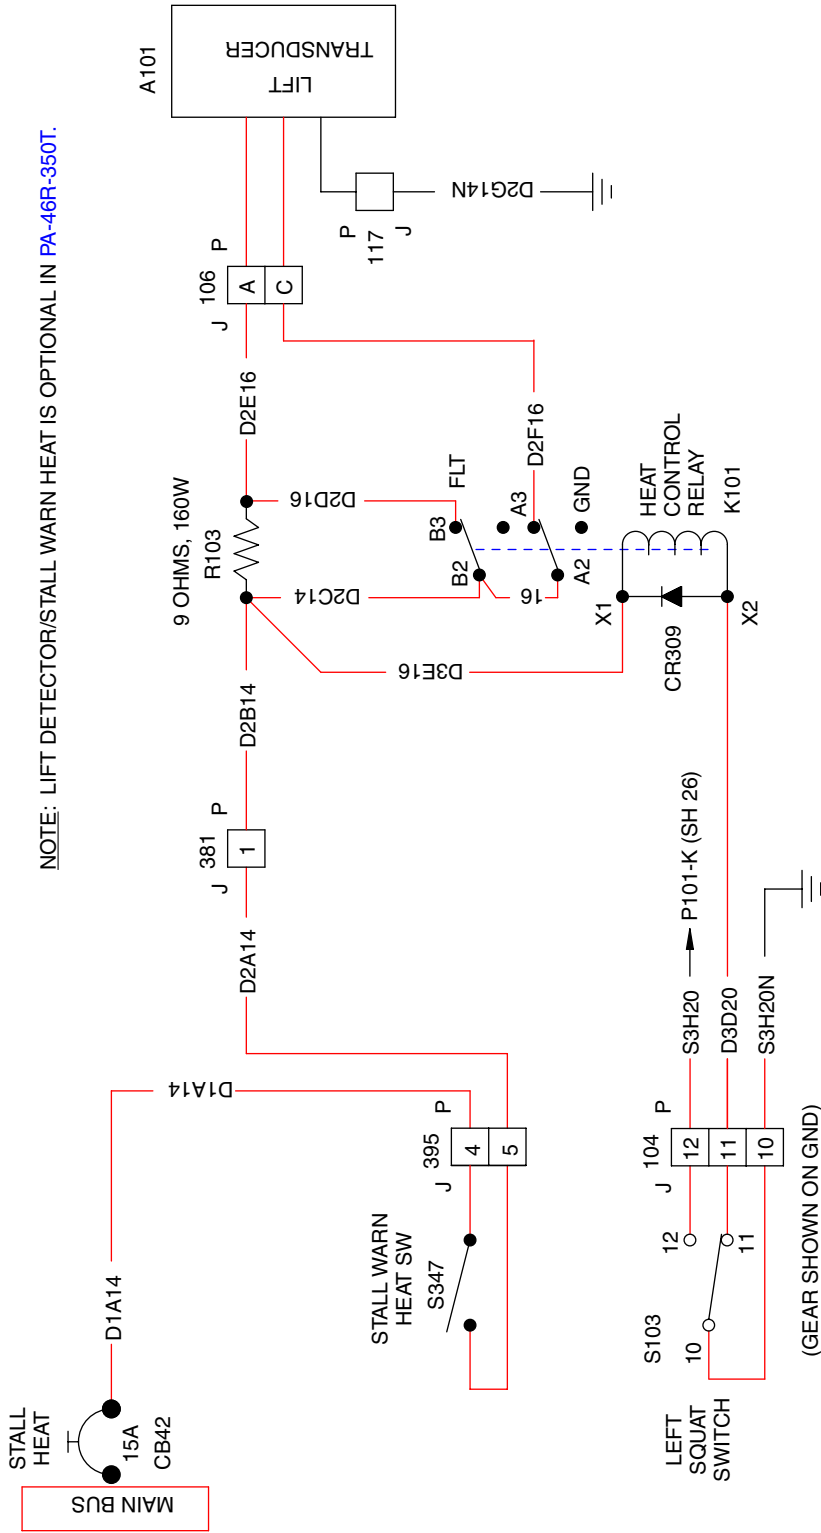 NOTE: LIFT DETECTOR/STALL WARN HEAT IS OPTIONAL IN PA-46R-350T.
A101
LIFT
TRANSDUCER
106
J
P
A
C
P
117
J
D2G14N
D2E16
9 OHMS, 160W
R103
D2D16
D2C14
D2F16
B3
FLT
B2
A3
A2
GND
16
HEAT
CONTROL
RELAY
K101
X1
X2
CR309
D3E16
D2B14
381
J
P
1
D2A14
D1A14
D1A14
STALL
HEAT
15A
CB42
MAIN BUS
STALL WARN
HEAT SW
S347
395
J
P
4
5
LEFT
SQUAT
SWITCH
S103
10
12
11
104
J
P
12
11
10
S3H20
P101-K (SH 26)
D3D20
S3H20N
(GEAR SHOWN ON GND)